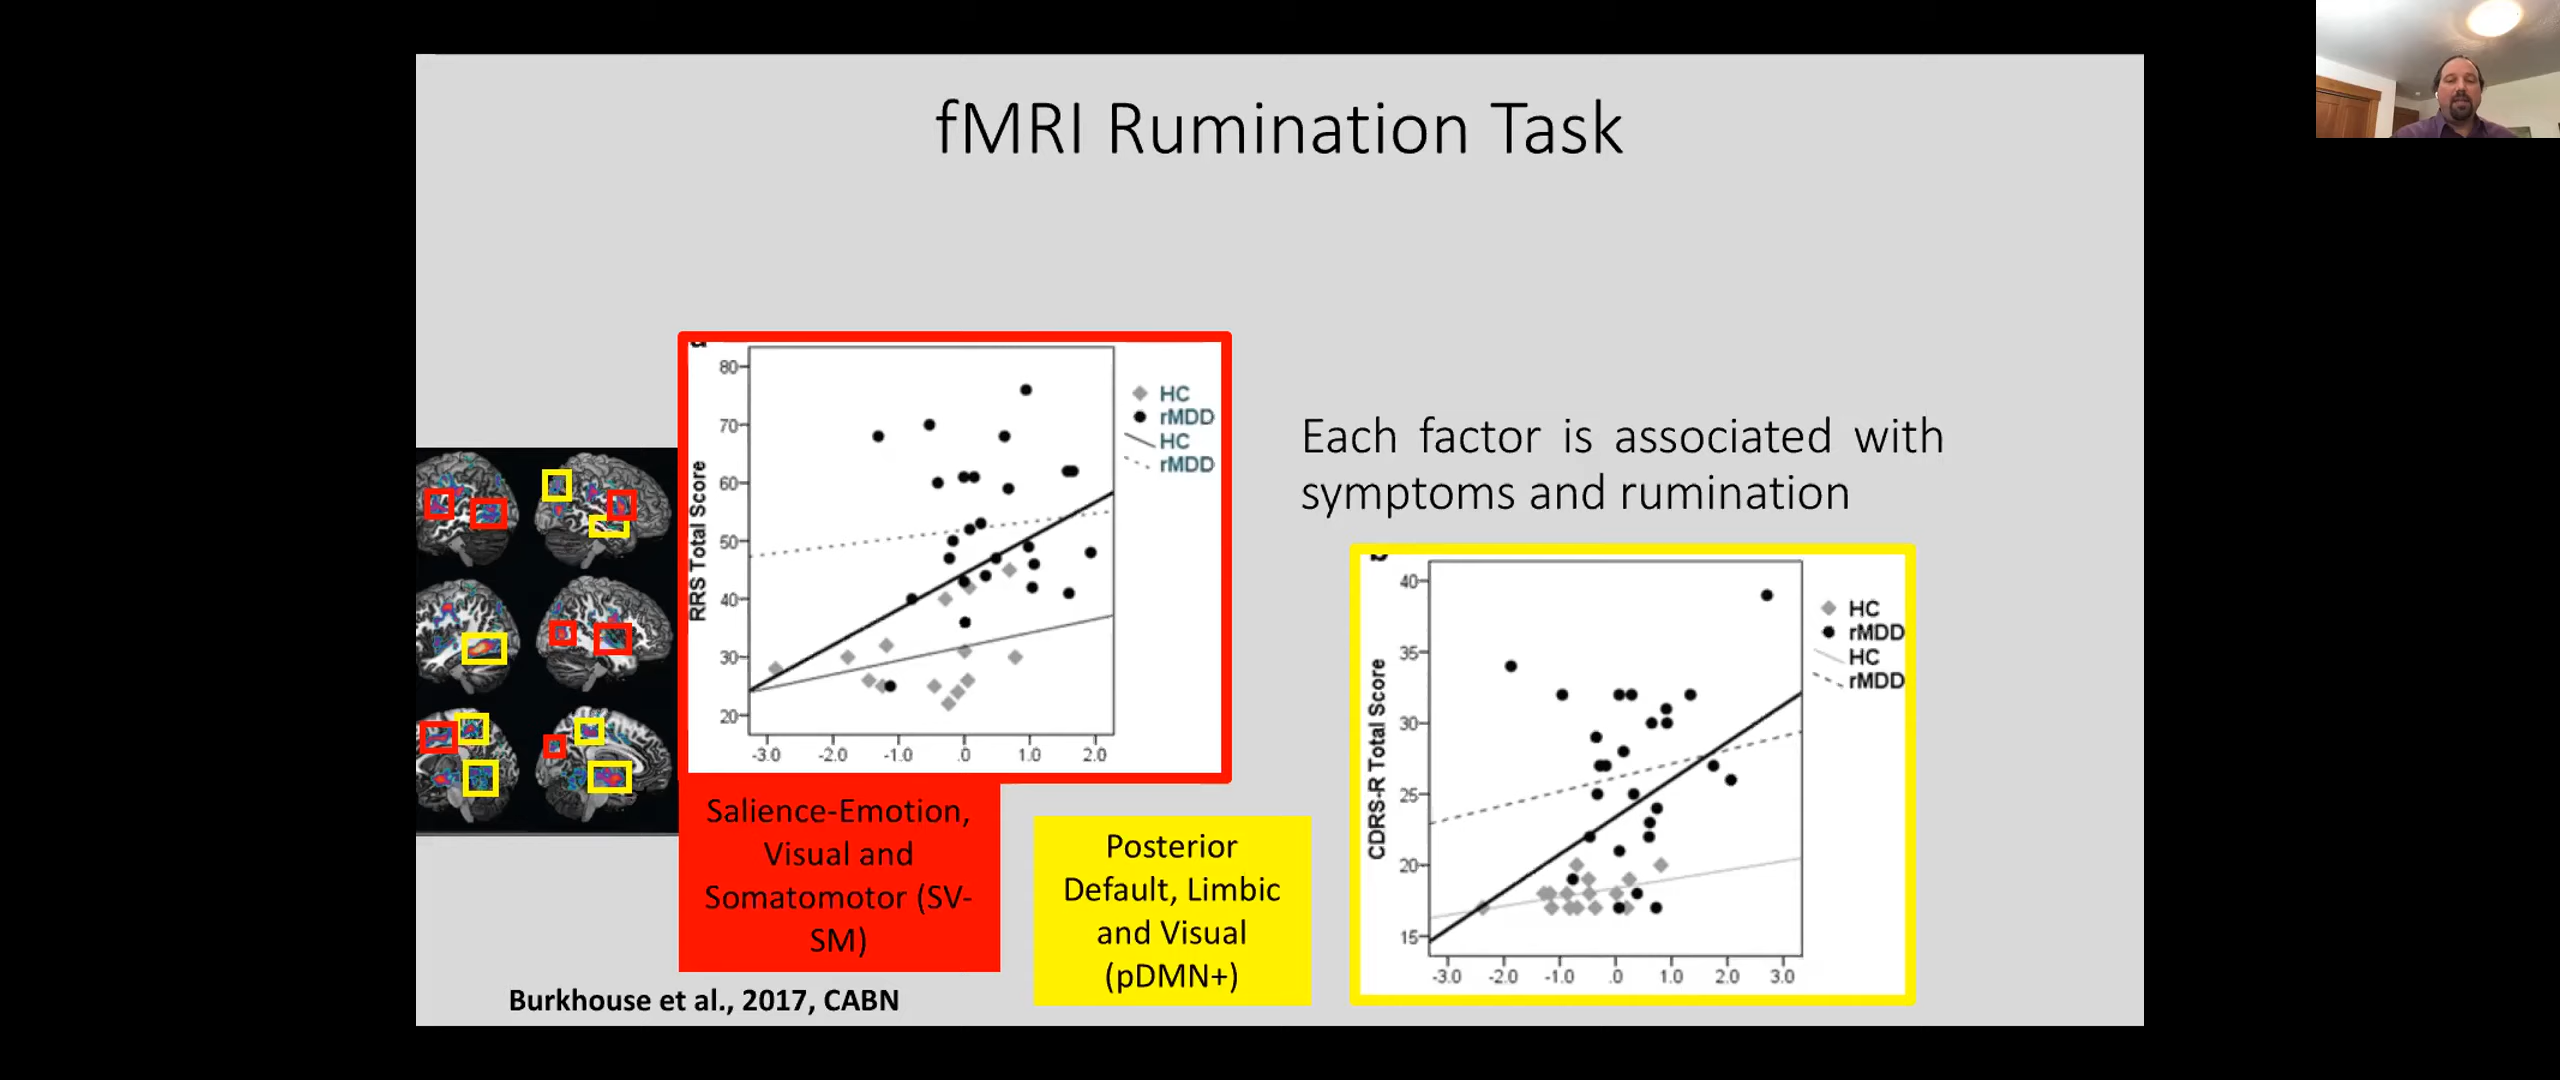 fMRI Rumination Task
80
70
60
50
40
30
20
RRS Total Score
-3.0 -2.0 -1.0 .0 1.0 2.0
HC
rMDD
HC
rMDD
Each factor is associated with
symptoms and rumination
40
35
30
25
20
15
CDRS-R Total Score
-3.0 -2.0 -1.0 .0 1.0 2.0 3.0
HC
rMDD
HC
rMDD
Salience-Emotion,
Visual and
Somatomotor (SV-
SM)
Posterior
Default, Limbic
and Visual
(pDMN+)
Burkhouse et al., 2017, CABN